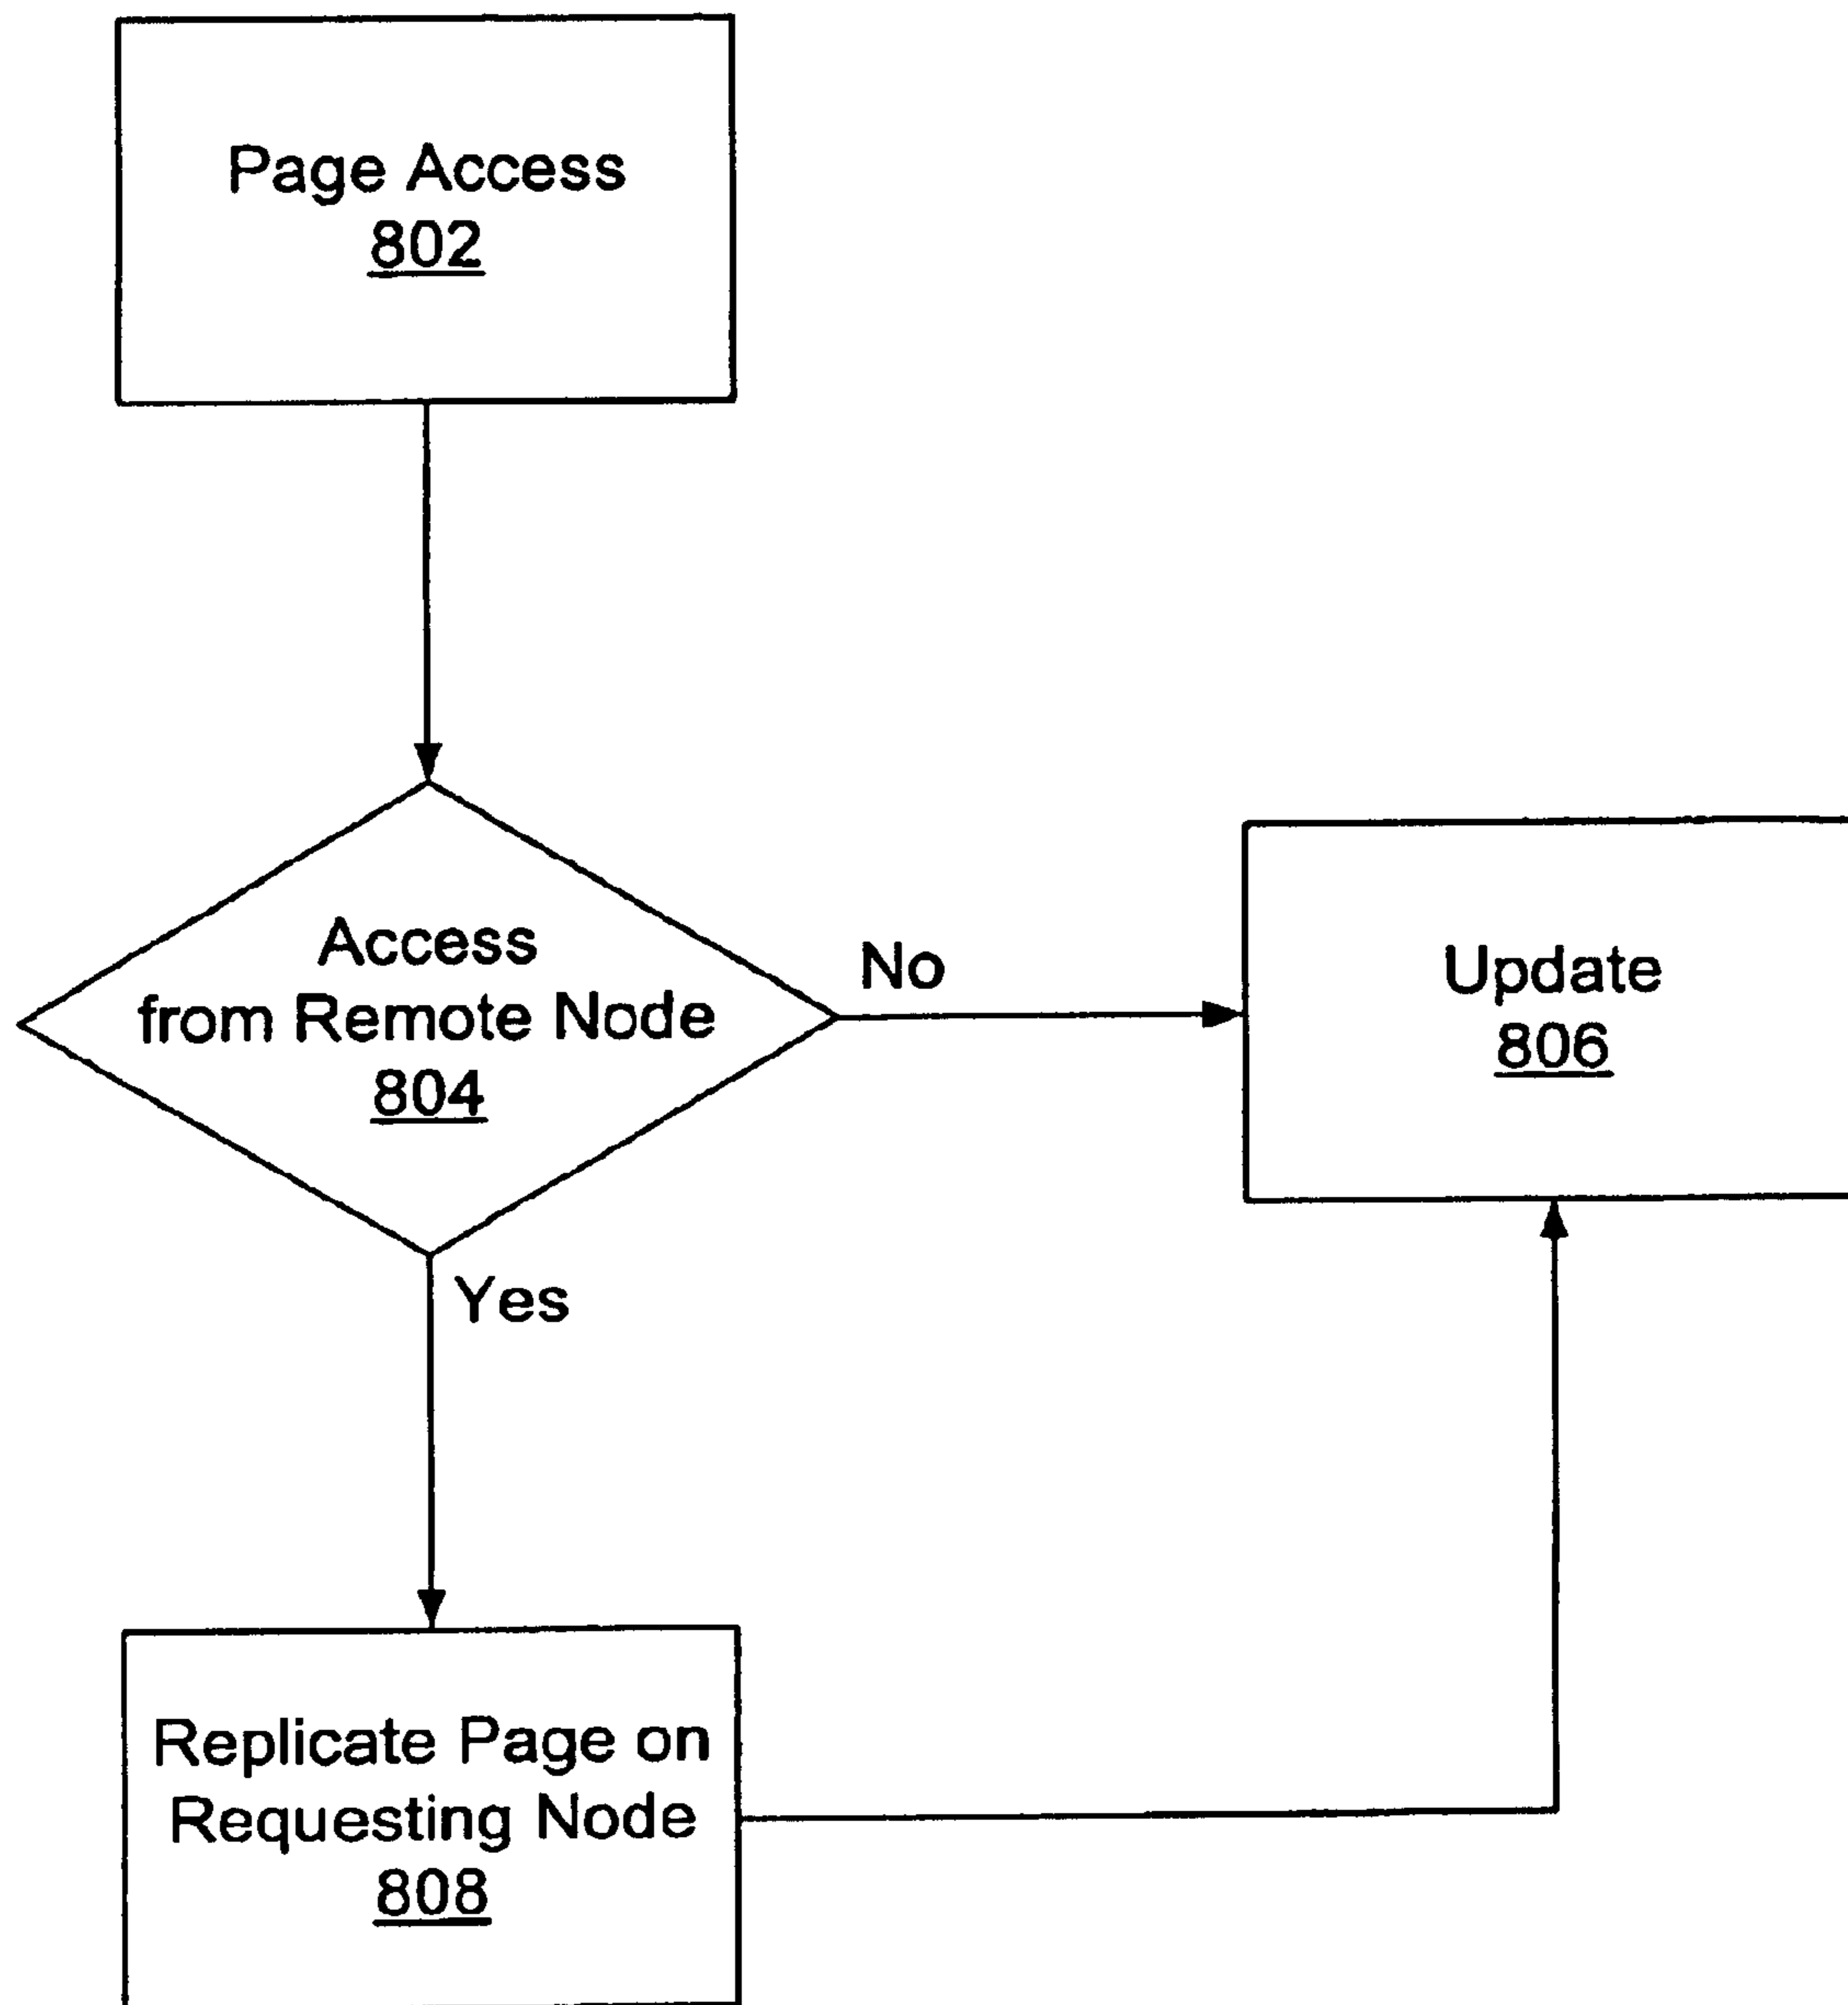 Page Access
802
Access
from Remote Node
804
No
Update
806
Yes
Replicate Page on
Requesting Node
808